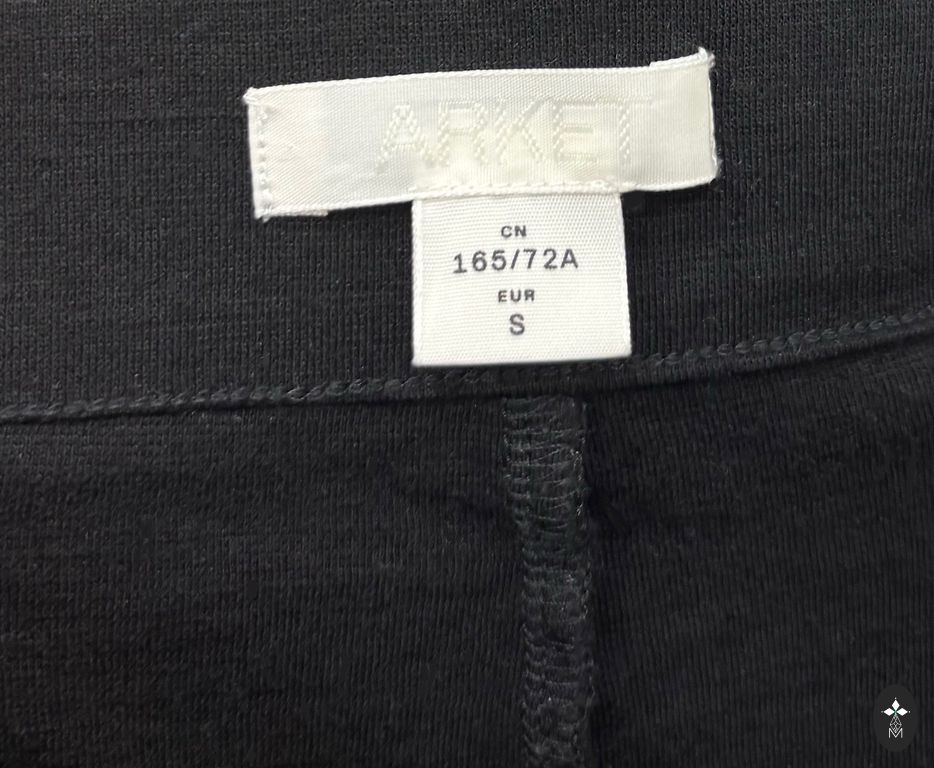 ARKET
CN
165/72A
EUR
S
M